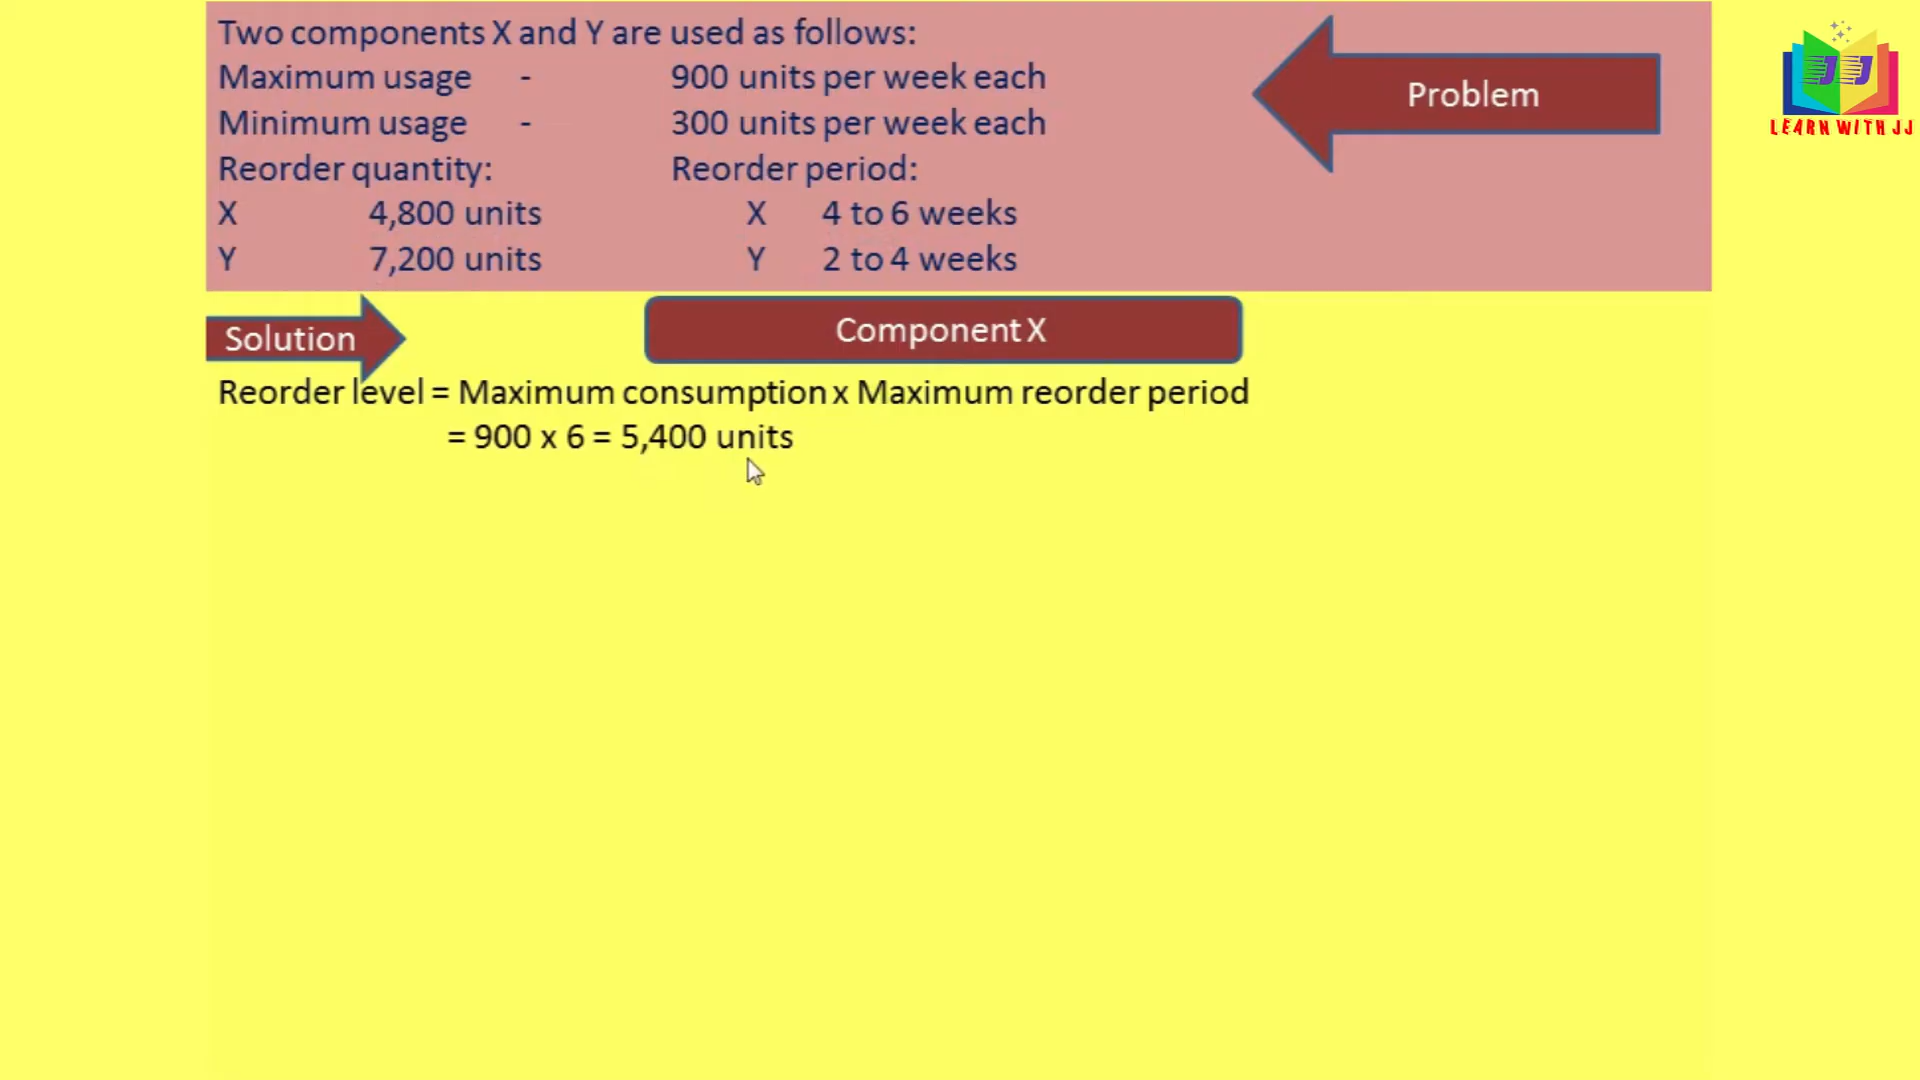 Two components X and Y are used as follows:
Maximum usage - 900 units per week each
Minimum usage - 300 units per week each
Reorder quantity: Reorder period:
X 4,800 units X 4 to 6 weeks
Y 7,200 units Y 2 to 4 weeks
Problem
JJ
LEARN WITH JJ
Solution
Component X
Reorder level = Maximum consumption x Maximum reorder period
= 900 x 6 = 5,400 units